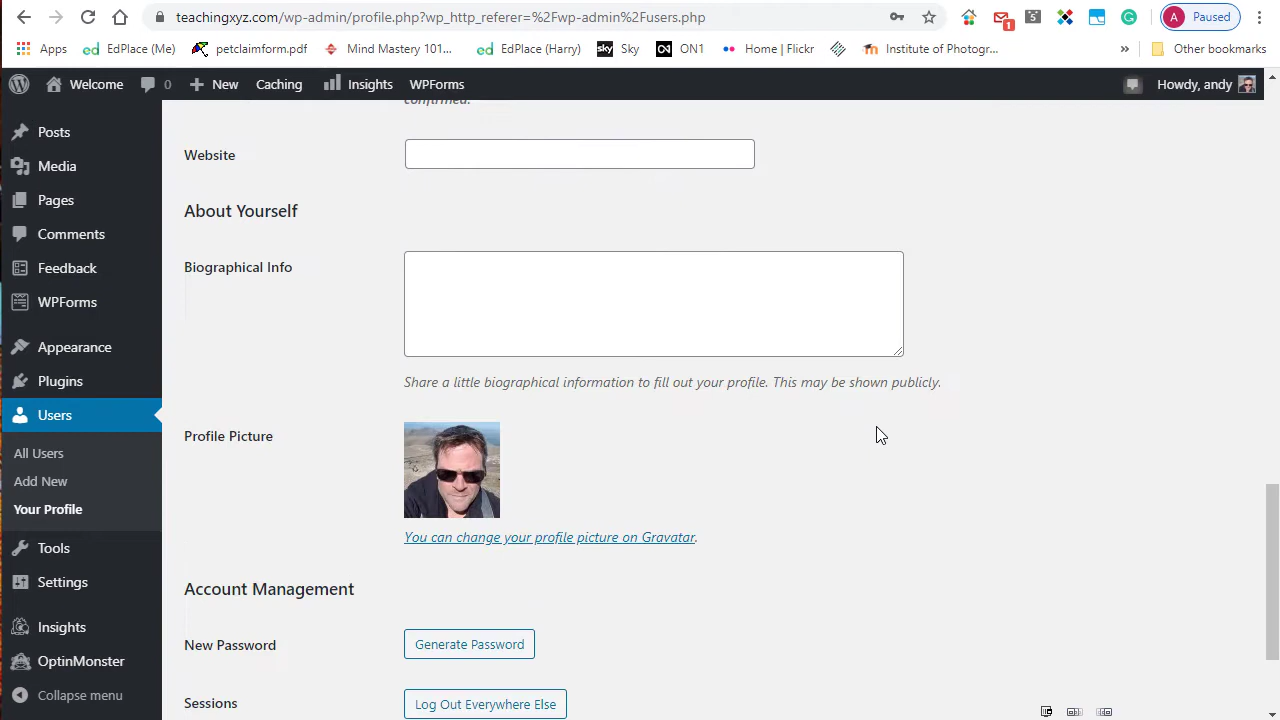 teachingxyz.com/wp-admin/profile.php?wp_http_referer=%2Fwp-admin%2Fusers.php
1
5
A Paused
Apps
EdPlace (Me)
petclaimform.pdf
Mind Mastery 101...
EdPlace (Harry)
sky Sky
ON1
Home | Flickr
Institute of Photogr...
»
Other bookmarks
Welcome
0
New
Caching
Insights
WPForms
Howdy, andy
Posts
Media
Pages
Comments
Feedback
WPForms
Appearance
Plugins
Users
All Users
Add New
Your Profile
Tools
Settings
Insights
OptinMonster
Collapse menu
confirmed.
Website
About Yourself
Biographical Info
Share a little biographical information to fill out your profile. This may be shown publicly.
Profile Picture
You can change your profile picture on Gravatar.
Account Management
New Password
Generate Password
Sessions
Log Out Everywhere Else